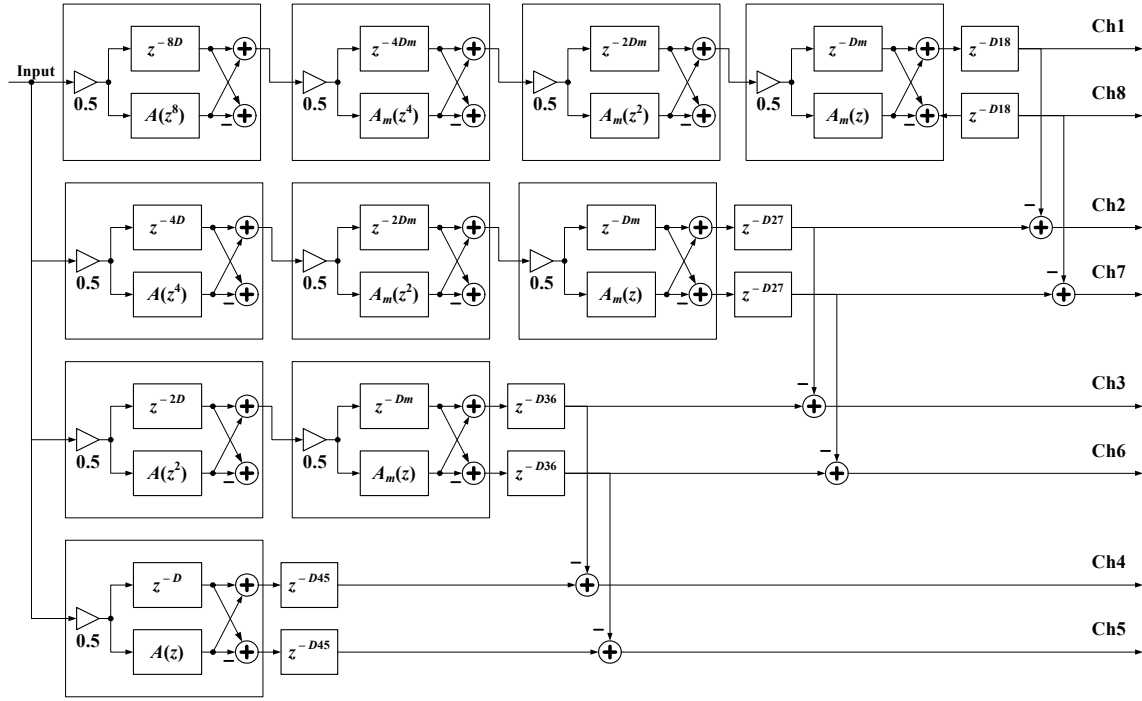 z^{-8D} z^{-4Dm} z^{-2Dm} z^{-Dm} z^{-D18} Ch1
Input
0.5 0.5 0.5 0.5
A(z^8) A_m(z^4) A_m(z^2) A_m(z) z^{-D18} Ch8
− − − −
z^{-4D} z^{-2Dm} z^{-Dm} z^{-D27} − Ch2
0.5 0.5 0.5
A(z^4) A_m(z^2) A_m(z) z^{-D27} − Ch7
− − −
z^{-2D} z^{-Dm} z^{-D36} − Ch3
0.5 0.5
A(z^2) A_m(z) z^{-D36} − Ch6
− −
z^{-D} z^{-D45} − Ch4
0.5
A(z) z^{-D45} − Ch5
−